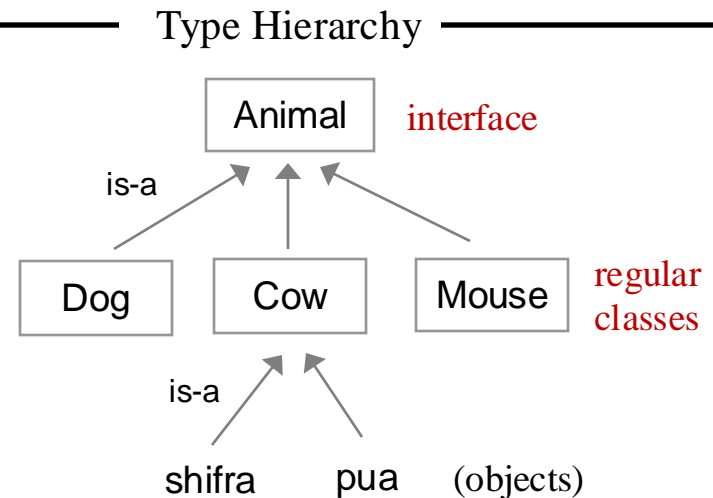 Type Hierarchy
Animal
interface
is-a
Dog
Cow
Mouse
regular
classes
is-a
shifra
pua
(objects)